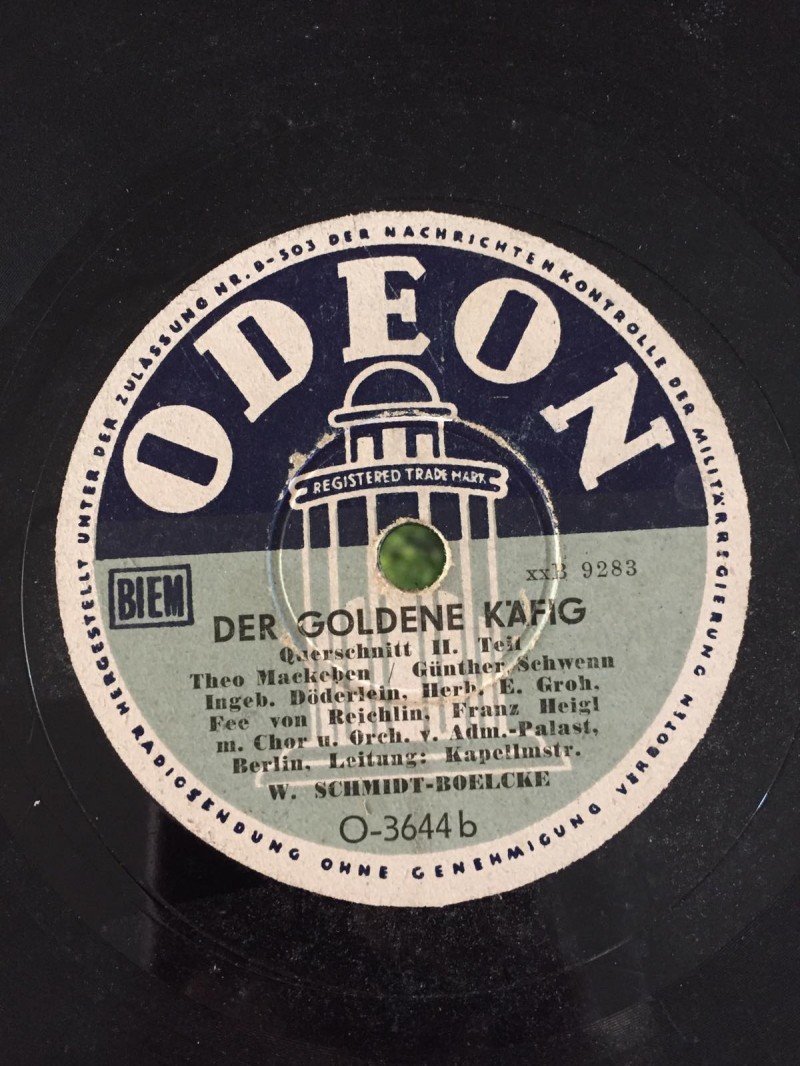 HERGESTELLT UNTER DER ZULASSUNG NR. B-503 DER NACHRICHTENKONTROLLE DER MILITÄRREGIERUNG
ODEON
REGISTERED TRADE MARK
BIEM
xxB 9283
DER GOLDENE KÄFIG
Querschnitt II. Teil
Theo Mackeben / Günther Schwenn
Ingeb. Döderlein, Herb. E. Groh,
Fee von Reichlin, Franz Heigl
m. Chor u. Orch. v. Adm.-Palast,
Berlin, Leitung: Kapellmstr.
W. SCHMIDT-BOELCKE
O-3644b
RADIOSENDUNG OHNE GENEHMIGUNG VERBOTEN